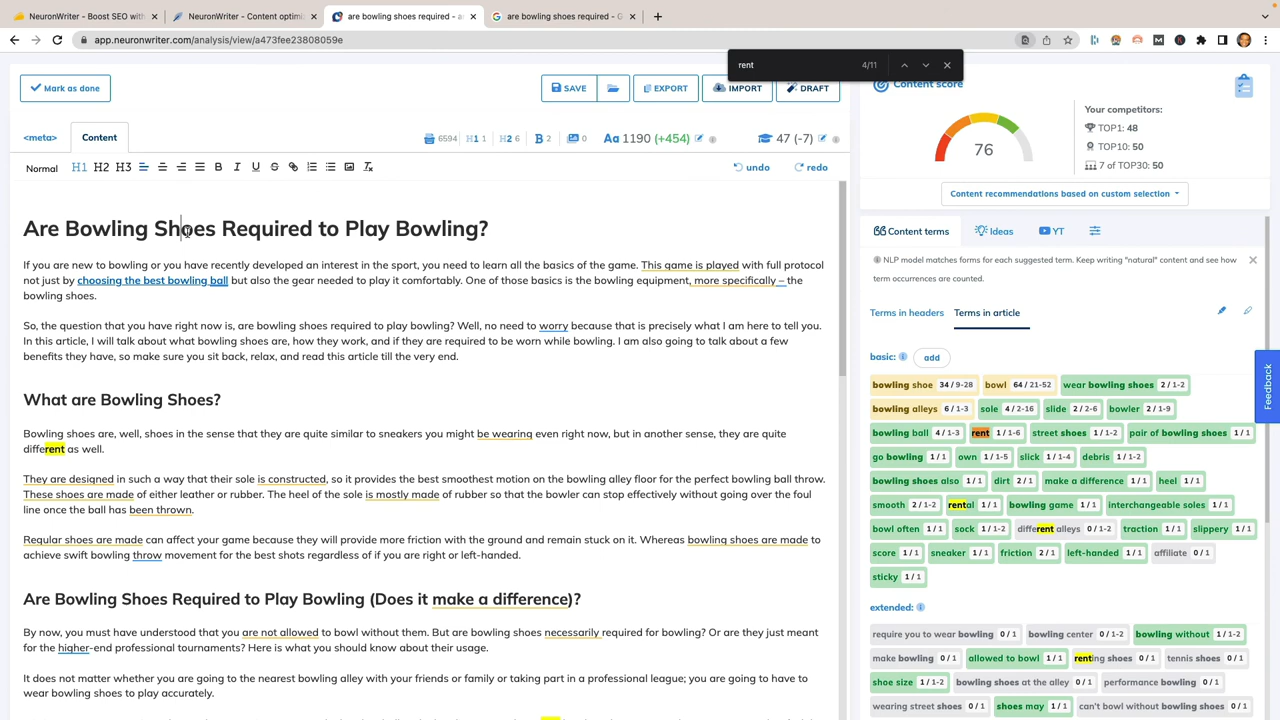 NeuronWriter - Boost SEO with
NeuronWriter - Content optimi
are bowling shoes required - a
are bowling shoes required - G
app.neuronwriter.com/analysis/view/a473fee23808059e
rent 4/11
Mark as done
SAVE
EXPORT
IMPORT
DRAFT
<meta>
Content
6594 H1 1 H2 6 B 2 0 Aa 1190 (+454) 47 (-7)
Normal H1 H2 H3 B I U S
undo redo
Are Bowling Shoes Required to Play Bowling?
If you are new to bowling or you have recently developed an interest in the sport, you need to learn all the basics of the game. This game is played with full protocol
not just by choosing the best bowling ball but also the gear needed to play it comfortably. One of those basics is the bowling equipment, more specifically – the
bowling shoes.
So, the question that you have right now is, are bowling shoes required to play bowling? Well, no need to worry because that is precisely what I am here to tell you.
In this article, I will talk about what bowling shoes are, how they work, and if they are required to be worn while bowling. I am also going to talk about a few
benefits they have, so make sure you sit back, relax, and read this article till the very end.
What are Bowling Shoes?
Bowling shoes are, well, shoes in the sense that they are quite similar to sneakers you might be wearing even right now, but in another sense, they are quite
different as well.
They are designed in such a way that their sole is constructed, so it provides the best smoothest motion on the bowling alley floor for the perfect bowling ball throw.
These shoes are made of either leather or rubber. The heel of the sole is mostly made of rubber so that the bowler can stop effectively without going over the foul
line once the ball has been thrown.
Regular shoes are made can affect your game because they will provide more friction with the ground and remain stuck on it. Whereas bowling shoes are made to
achieve swift bowling throw movement for the best shots regardless of if you are right or left-handed.
Are Bowling Shoes Required to Play Bowling (Does it make a difference)?
By now, you must have understood that you are not allowed to bowl without them. But are bowling shoes necessarily required for bowling? Or are they just meant
for the higher-end professional tournaments? Here is what you should know about their usage.
It does not matter whether you are going to the nearest bowling alley with your friends or family or taking part in a professional league; you are going to have to
wear bowling shoes to play accurately.
Content score
76
Your competitors:
TOP1: 48
TOP10: 50
7 of TOP30: 50
Content recommendations based on custom selection
Content terms
Ideas
YT
NLP model matches forms for each suggested term. Keep writing "natural" content and see how
term occurrences are counted.
Terms in headers
Terms in article
basic: add
bowling shoe 34 / 9-28 bowl 64 / 21-52 wear bowling shoes 2 / 1-2
bowling alleys 6 / 1-3 sole 4 / 2-16 slide 2 / 2-6 bowler 2 / 1-9
bowling ball 4 / 1-3 rent 1 / 1-6 street shoes 1 / 1-2 pair of bowling shoes 1 / 1
go bowling 1 / 1 own 1 / 1-5 slick 1 / 1-4 debris 1 / 1-2
bowling shoes also 1 / 1 dirt 2 / 1 make a difference 1 / 1 heel 1 / 1
smooth 2 / 1-2 rental 1 / 1 bowling game 1 / 1 interchangeable soles 1 / 1
bowl often 1 / 1 sock 1 / 1-2 different alleys 0 / 1-2 traction 1 / 1 slippery 1 / 1
score 1 / 1 sneaker 1 / 1 friction 2 / 1 left-handed 1 / 1 affiliate 0 / 1
sticky 1 / 1
extended:
require you to wear bowling 0 / 1 bowling center 0 / 1-2 bowling without 1 / 1-2
make bowling 0 / 1 allowed to bowl 1 / 1 renting shoes 0 / 1 tennis shoes 0 / 1
shoe size 1 / 1-2 bowling shoes at the alley 0 / 1 performance bowling 0 / 1
wearing street shoes 0 / 1 shoes may 1 / 1 can't bowl without bowling shoes 0 / 1
Feedback